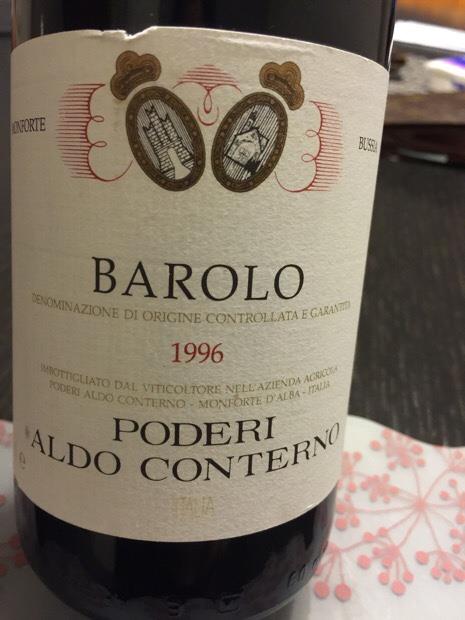 MONFORTE
BUSSIA
BAROLO
DENOMINAZIONE DI ORIGINE CONTROLLATA E GARANTITA
1996
IMBOTTIGLIATO DAL VITICOLTORE NELL'AZIENDA AGRICOLA
PODERI ALDO CONTERNO - MONFORTE D'ALBA - ITALIA
PODERI
ALDO CONTERNO
e
ITALIA